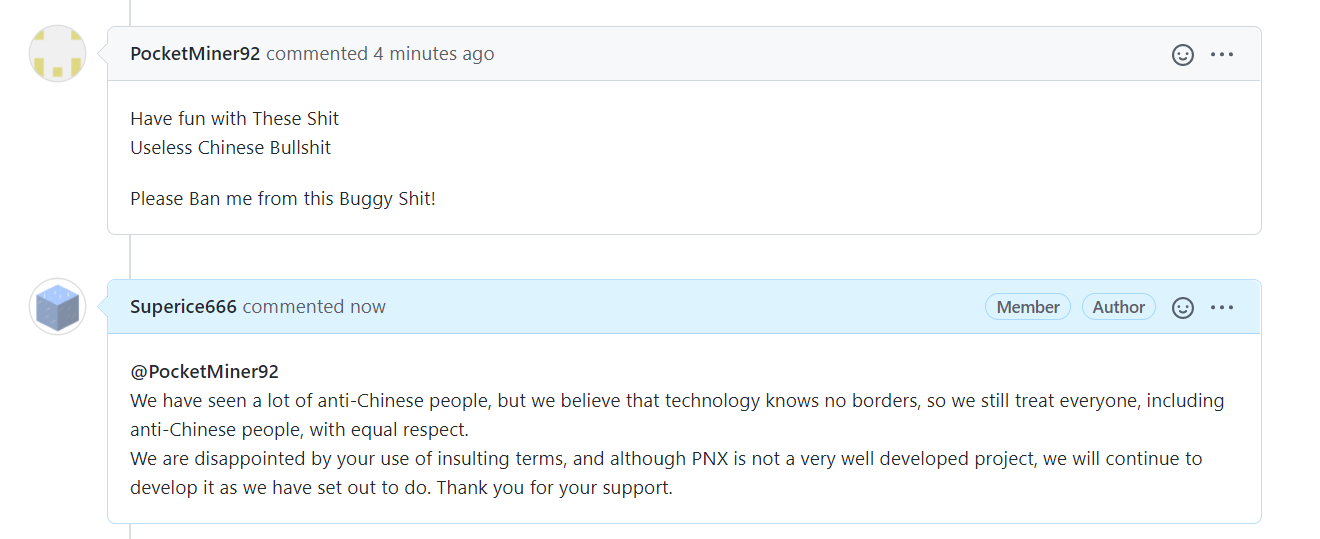 PocketMiner92 commented 4 minutes ago
Have fun with These Shit
Useless Chinese Bullshit
Please Ban me from this Buggy Shit!
Superice666 commented now
Member
Author
@PocketMiner92
We have seen a lot of anti-Chinese people, but we believe that technology knows no borders, so we still treat everyone, including
anti-Chinese people, with equal respect.
We are disappointed by your use of insulting terms, and although PNX is not a very well developed project, we will continue to
develop it as we have set out to do. Thank you for your support.